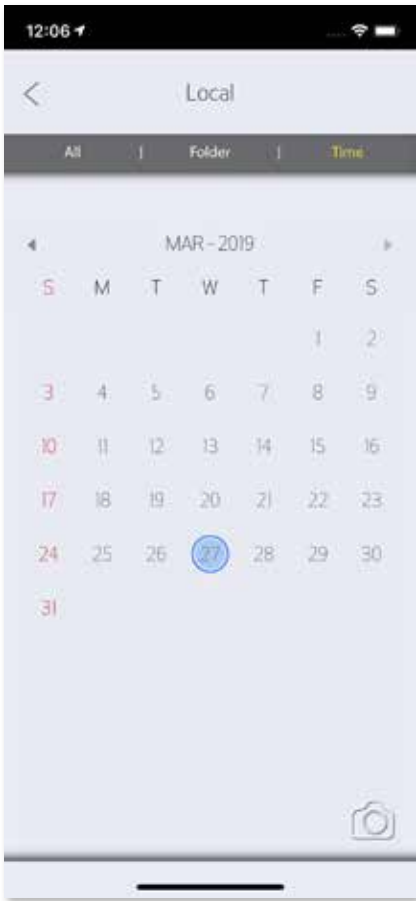 12:06
Local
All | Folder | Time
MAR - 2019
S M T W T F S
1 2
3 4 5 6 7 8 9
10 11 12 13 14 15 16
17 18 19 20 21 22 23
24 25 26 27 28 29 30
31